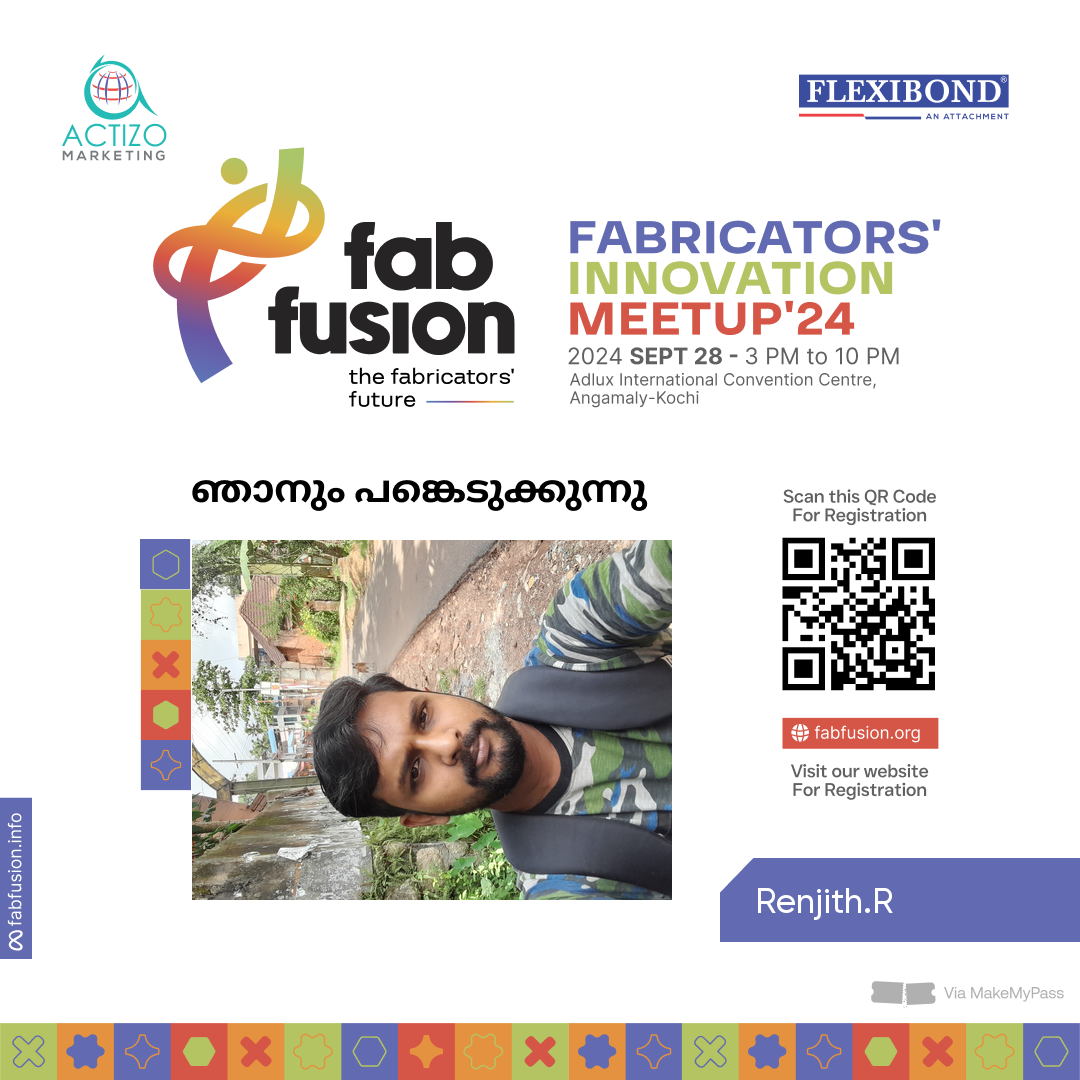 ACTIZO
MARKETING
FLEXIBOND®
AN ATTACHMENT
fab
fusion
the fabricators'
future
FABRICATORS'
INNOVATION
MEETUP'24
2024 SEPT 28 - 3 PM to 10 PM
Adlux International Convention Centre,
Angamaly-Kochi
ഞാനും പങ്കെടുക്കുന്നു
Scan this QR Code
For Registration
fabfusion.org
Visit our website
For Registration
fabfusion.info
Renjith.R
Via MakeMyPass